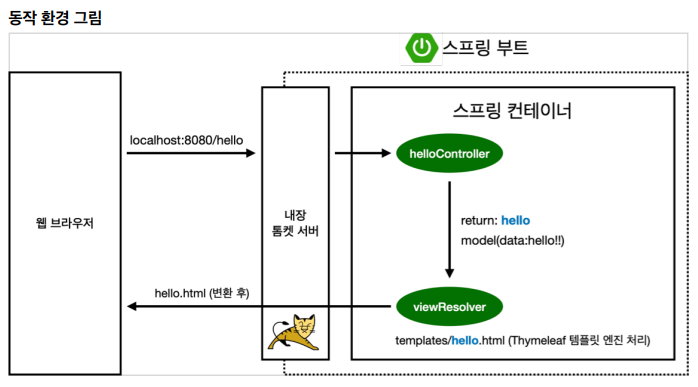 동작 환경 그림
스프링 부트
스프링 컨테이너
localhost:8080/hello
helloController
웹 브라우저
내장
톰켓 서버
return: hello
model(data:hello!!)
hello.html (변환 후)
viewResolver
templates/hello.html (Thymeleaf 템플릿 엔진 처리)